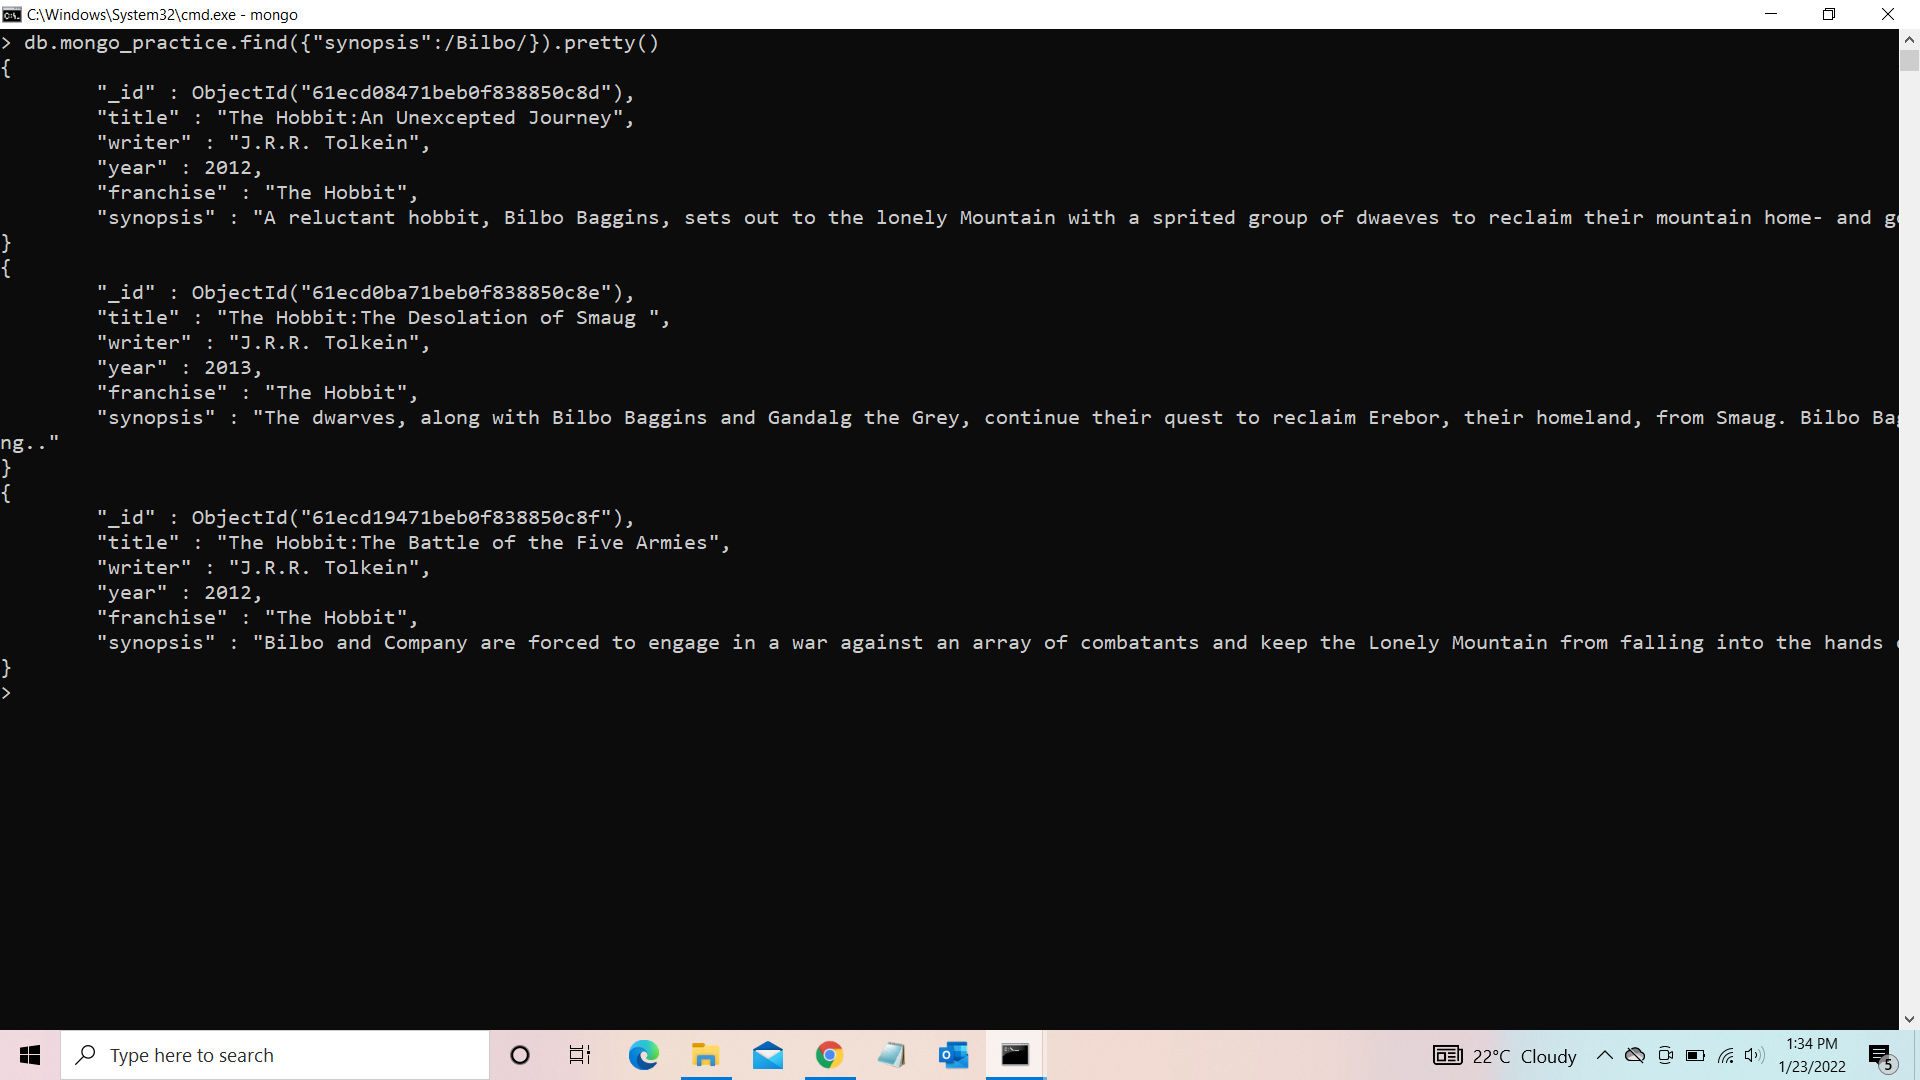 C:\Windows\System32\cmd.exe - mongo
> db.mongo_practice.find({"synopsis":/Bilbo/}).pretty()
{
"_id" : ObjectId("61ecd08471beb0f838850c8d"),
"title" : "The Hobbit:An Unexcepted Journey",
"writer" : "J.R.R. Tolkein",
"year" : 2012,
"franchise" : "The Hobbit",
"synopsis" : "A reluctant hobbit, Bilbo Baggins, sets out to the lonely Mountain with a sprited group of dwaeves to reclaim their mountain home- and
}
{
"_id" : ObjectId("61ecd0ba71beb0f838850c8e"),
"title" : "The Hobbit:The Desolation of Smaug ",
"writer" : "J.R.R. Tolkein",
"year" : 2013,
"franchise" : "The Hobbit",
"synopsis" : "The dwarves, along with Bilbo Baggins and Gandalg the Grey, continue their quest to reclaim Erebor, their homeland, from Smaug. Bilbo
ng.."
}
{
"_id" : ObjectId("61ecd19471beb0f838850c8f"),
"title" : "The Hobbit:The Battle of the Five Armies",
"writer" : "J.R.R. Tolkein",
"year" : 2012,
"franchise" : "The Hobbit",
"synopsis" : "Bilbo and Company are forced to engage in a war against an array of combatants and keep the Lonely Mountain from falling into the hands
}
>
Type here to search
22°C Cloudy
1:34 PM
1/23/2022
5